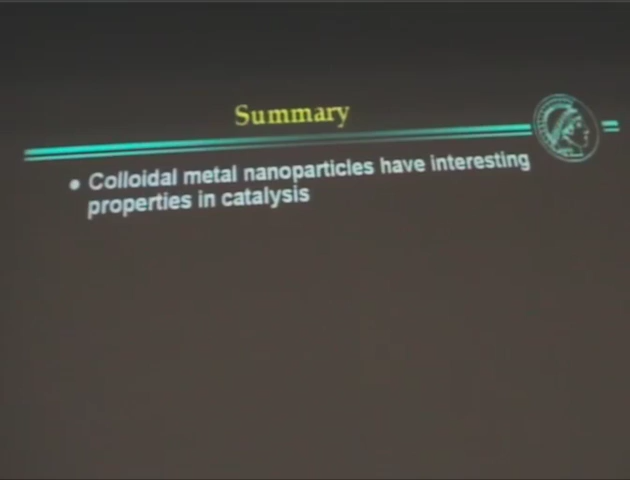 Summary
• Colloidal metal nanoparticles have interesting
properties in catalysis